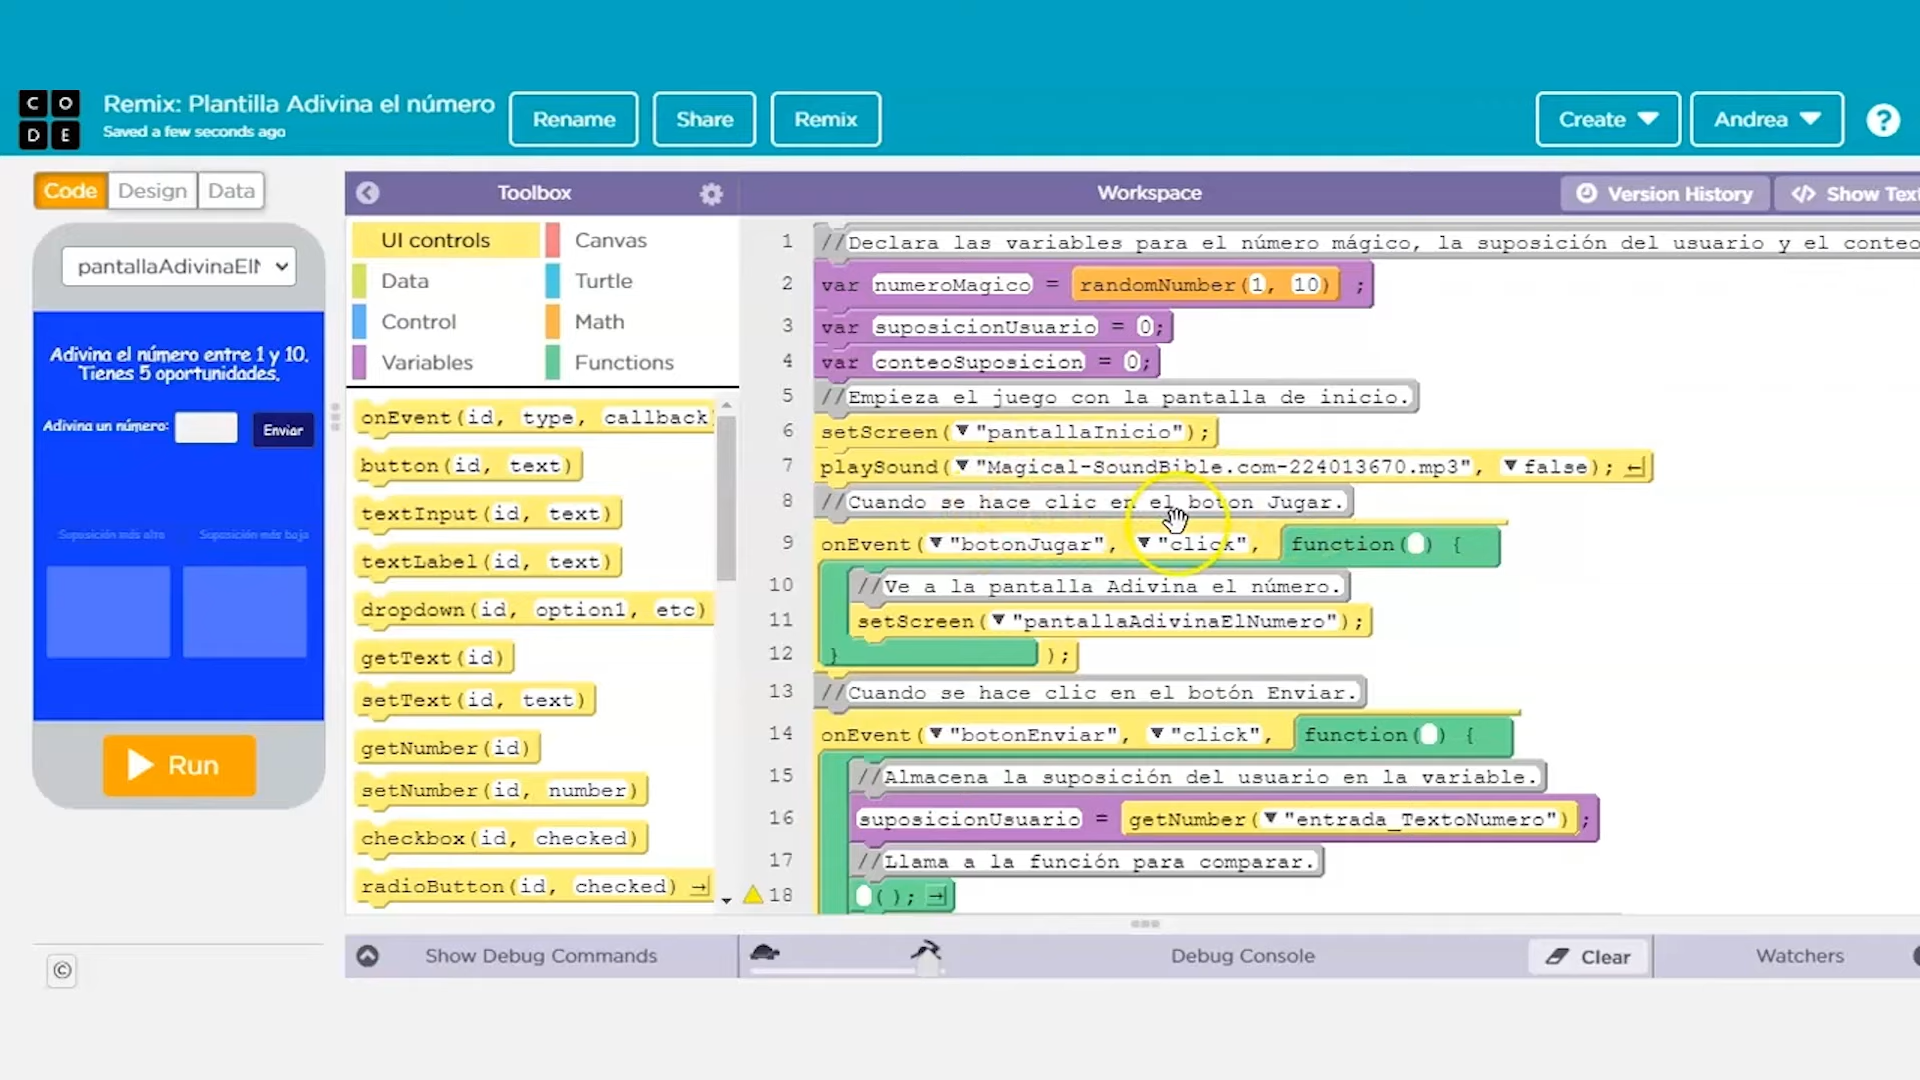 CODE
Remix: Plantilla Adivina el número
Saved a few seconds ago
Rename
Share
Remix
Create
Andrea
?
Code
Design
Data
pantallaAdivinaElN
Adivina el número entre 1 y 10.
Tienes 5 oportunidades.
Adivina un número:
Enviar
Suposición más alta
Suposición más baja
Run
©
Toolbox
UI controls
Canvas
Data
Turtle
Control
Math
Variables
Functions
onEvent(id, type, callback)
button(id, text)
textInput(id, text)
textLabel(id, text)
dropdown(id, option1, etc)
getText(id)
setText(id, text)
getNumber(id)
setNumber(id, number)
checkbox(id, checked)
radioButton(id, checked)
Workspace
Version History
Show Text
1 //Declara las variables para el número mágico, la suposición del usuario y el conteo
2 var numeroMagico = randomNumber(1, 10) ;
3 var suposicionUsuario = 0;
4 var conteoSuposicion = 0;
5 //Empieza el juego con la pantalla de inicio.
6 setScreen("pantallaInicio");
7 playSound("Magical-SoundBible.com-224013670.mp3", false);
8 //Cuando se hace clic en el boton Jugar.
9 onEvent("botonJugar", "click", function( ) {
10 //Ve a la pantalla Adivina el número.
11 setScreen("pantallaAdivinaElNumero");
12 } );
13 //Cuando se hace clic en el botón Enviar.
14 onEvent("botonEnviar", "click", function( ) {
15 //Almacena la suposición del usuario en la variable.
16 suposicionUsuario = getNumber("entrada_TextoNumero") ;
17 //Llama a la función para comparar.
18 ( );
Show Debug Commands
Debug Console
Clear
Watchers